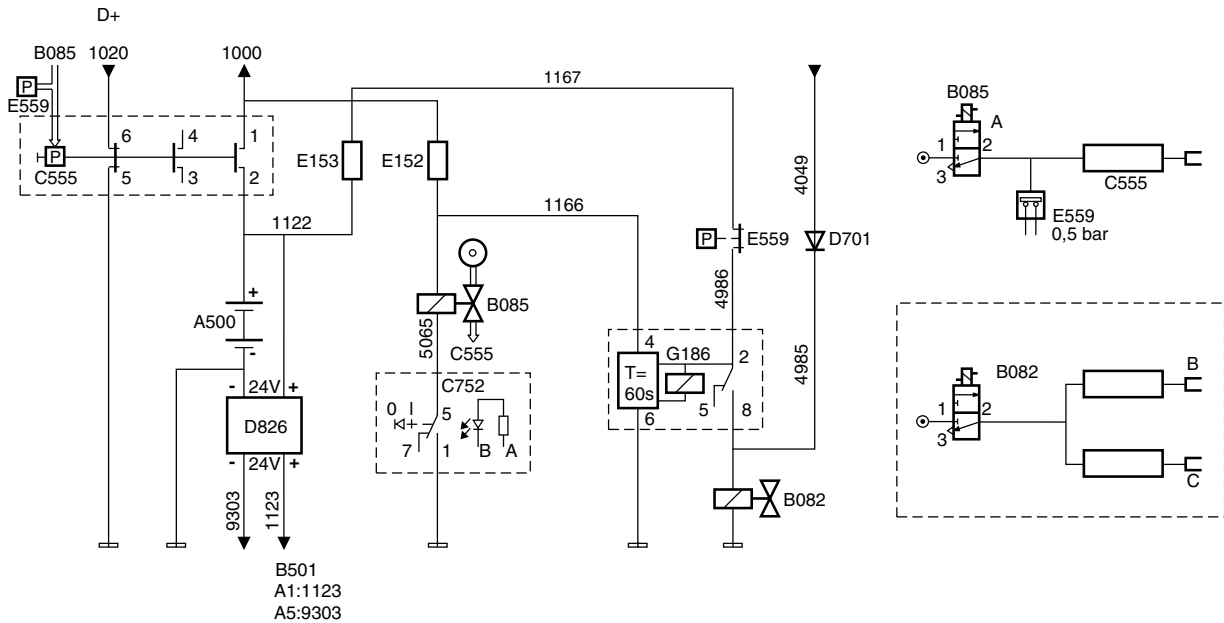 D+
B085 1020 1000
P
E559
6 4 1
P
C555 5 3 2
1122
1167
E153 E152
1166
+
A500
-
- 24V +
D826
- 24V +
9303 1123
B501
A1:1123
A5:9303
B085
5065
C555
C752
0 I 5
7 1 B A
4
G186 2
T=
60s
5 8
6
P E559
4986
4049
D701
4985
B082
B085
A
1 2
3
C555
E559
0,5 bar
B082
B
1 2
3
C